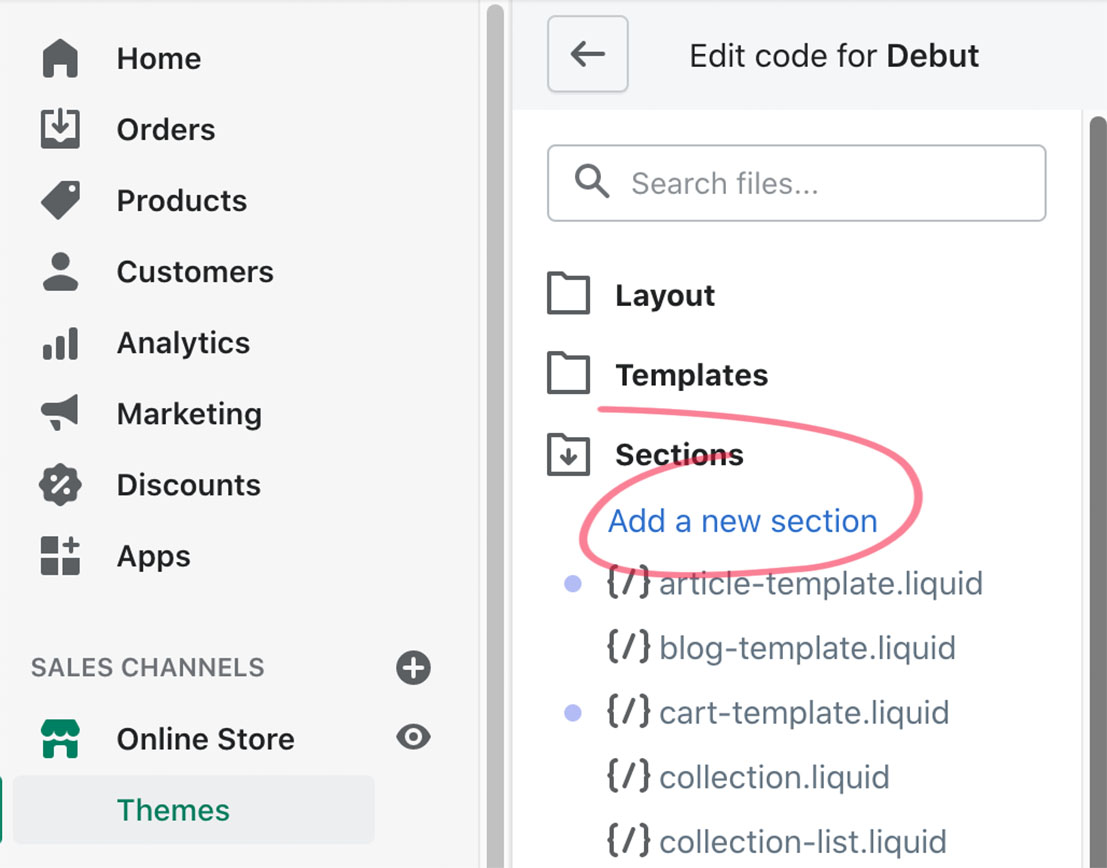 Home
Orders
Products
Customers
Analytics
Marketing
Discounts
Apps
SALES CHANNELS
Online Store
Themes
Edit code for Debut
Search files...
Layout
Templates
Sections
Add a new section
{/} article-template.liquid
{/} blog-template.liquid
{/} cart-template.liquid
{/} collection.liquid
{/} collection-list.liquid